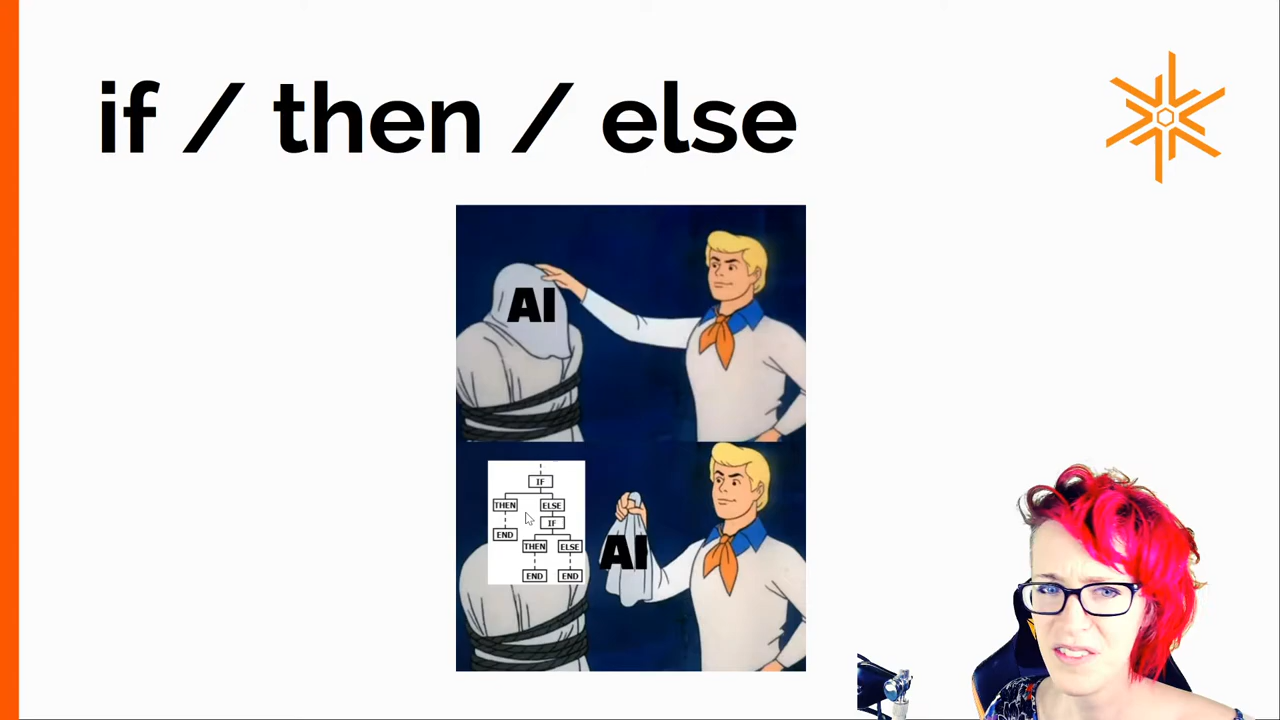 if / then / else
AI
IF
THEN ELSE
IF
END
THEN ELSE
END END
AI